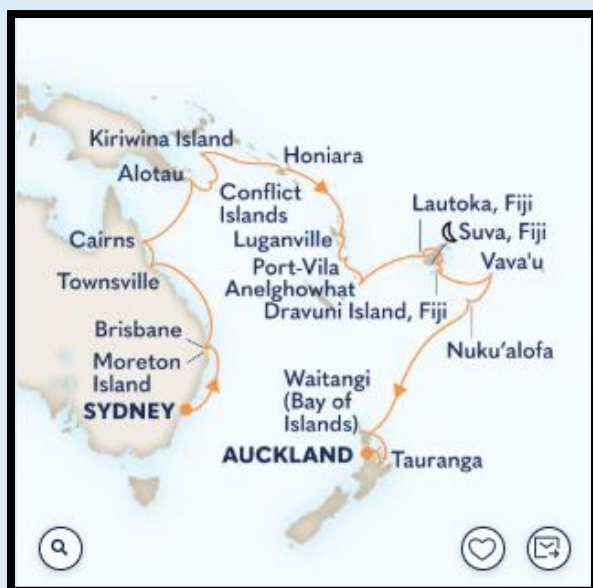 Kiriwina Island
Honiara
Alotau
Conflict
Islands
Lautoka, Fiji
Suva, Fiji
Cairns
Luganville
Vava'u
Townsville
Port-Vila
Anelghowhat
Dravuni Island, Fiji
Brisbane
Nuku'alofa
Moreton
Island
Waitangi
(Bay of
Islands)
SYDNEY
AUCKLAND
Tauranga